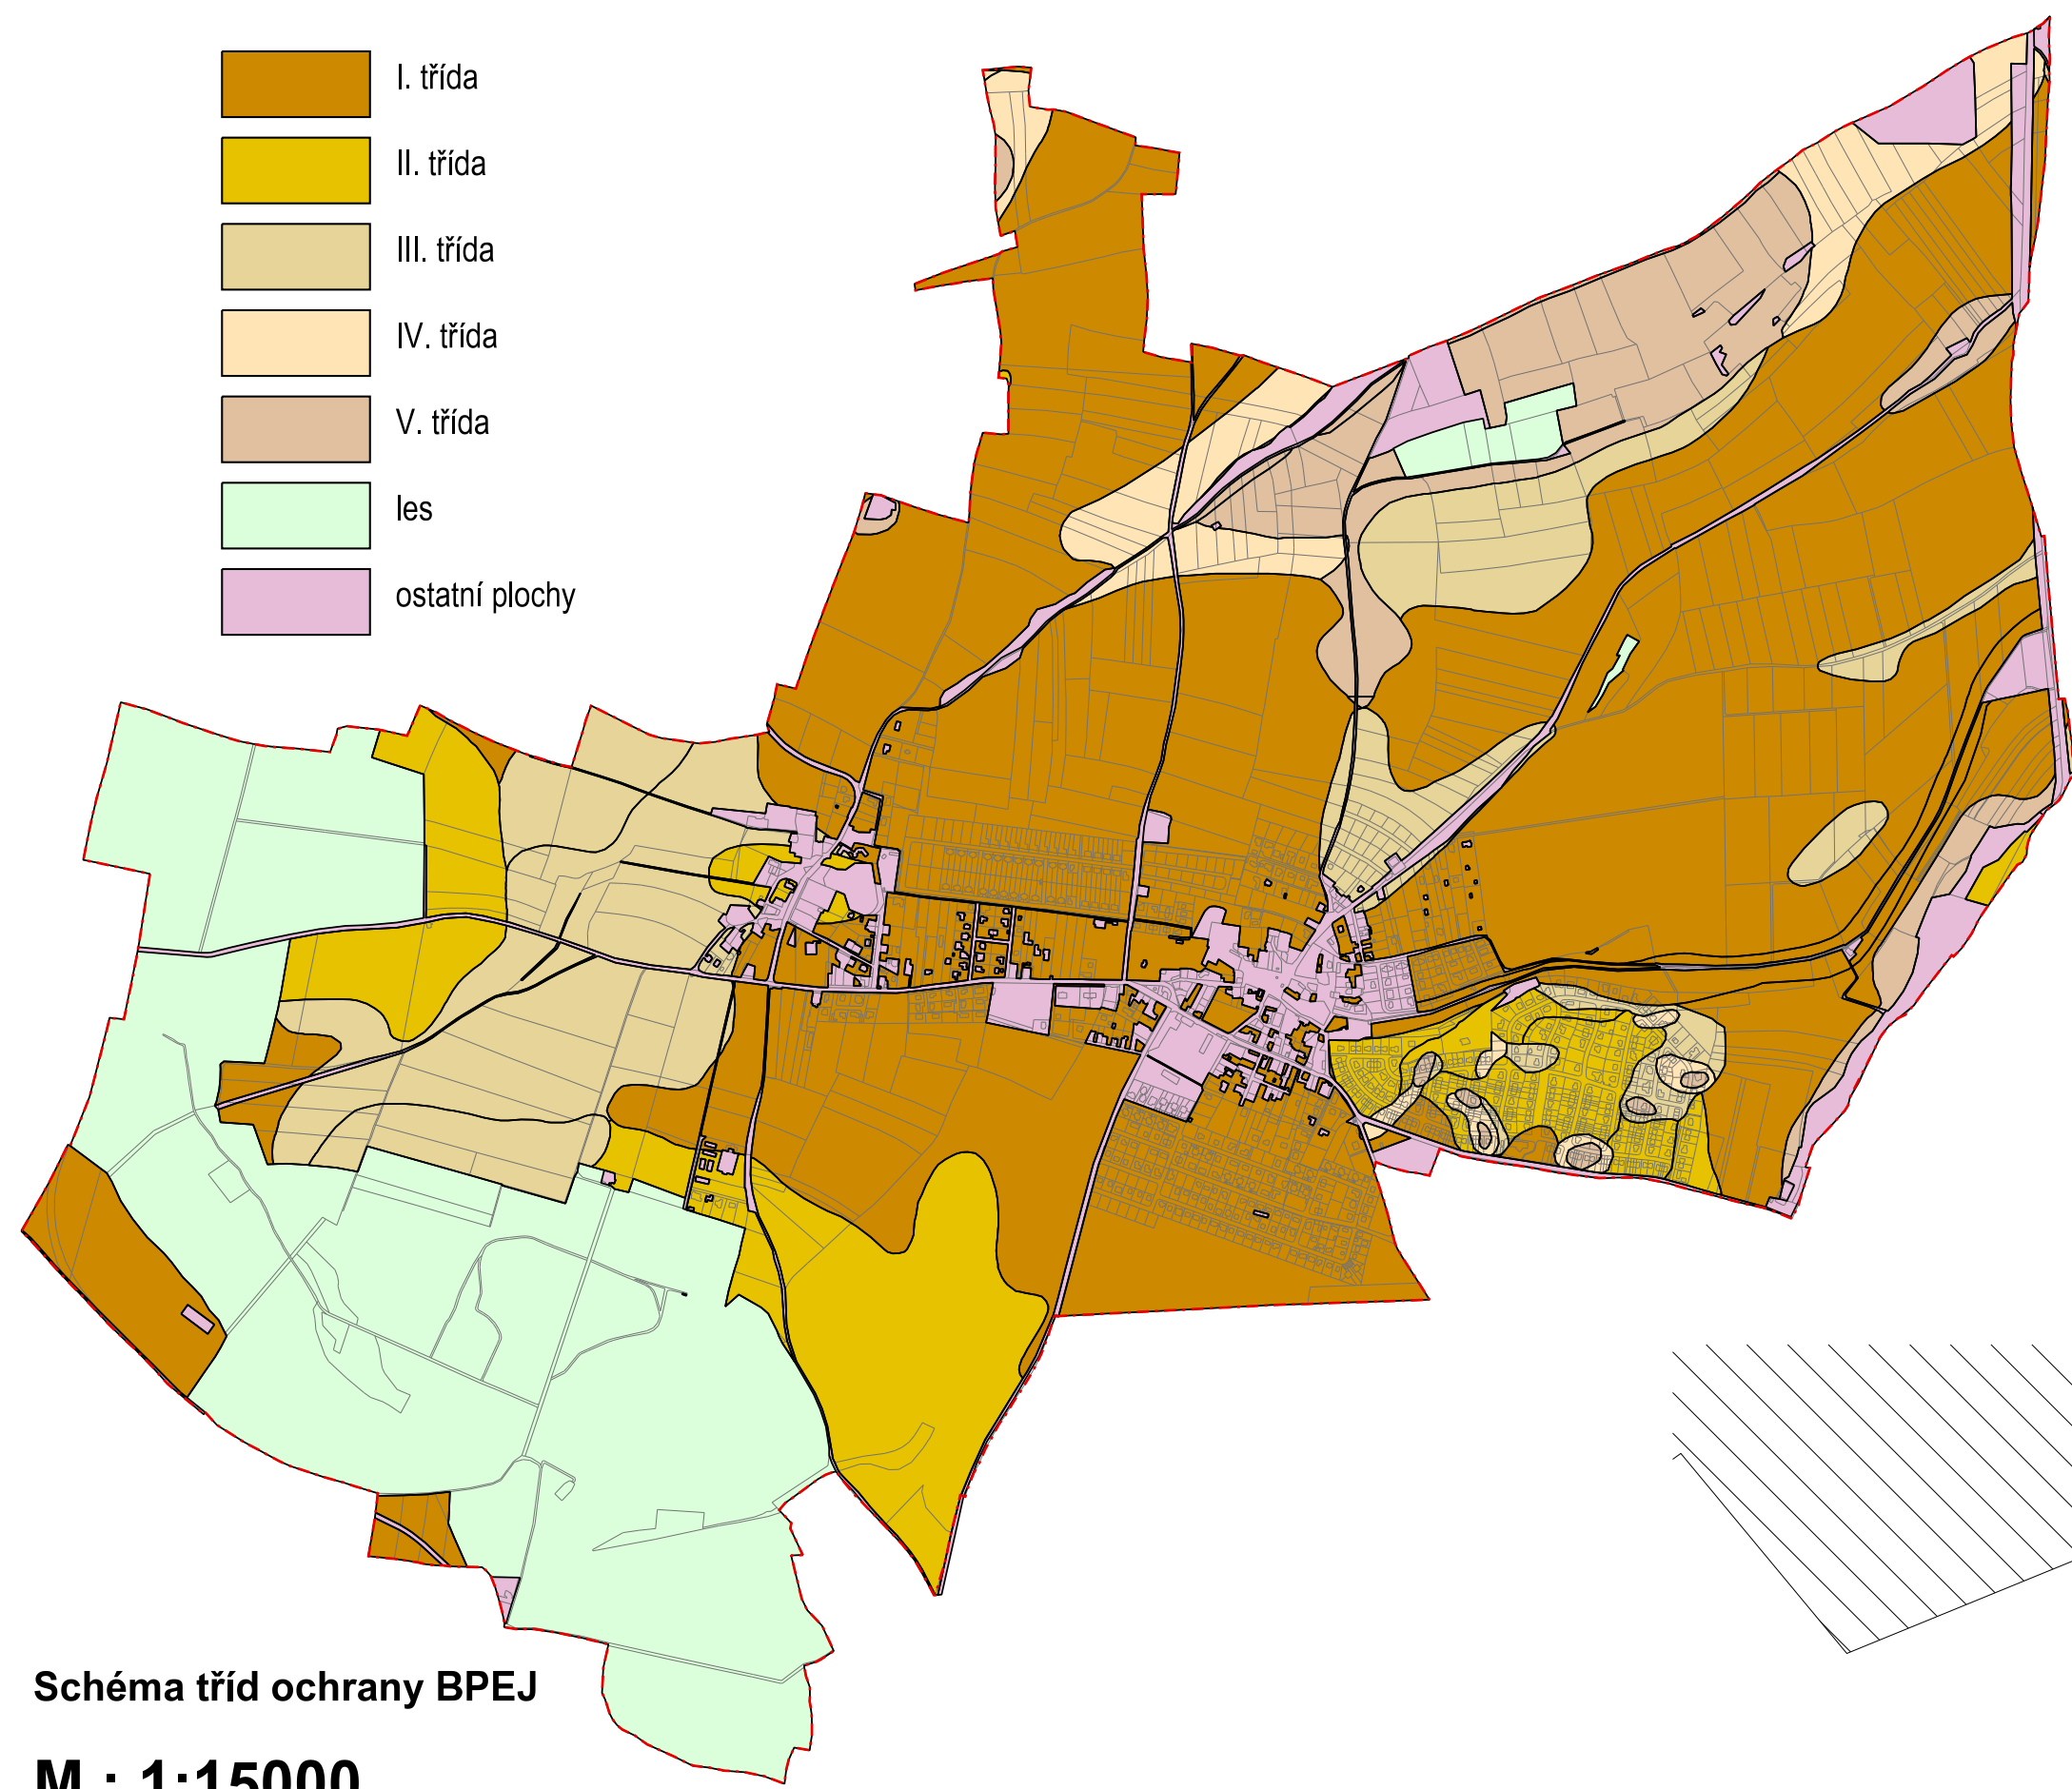 I. třída
II. třída
III. třída
IV. třída
V. třída
les
ostatní plochy
Schéma tříd ochrany BPEJ
M : 1:15000